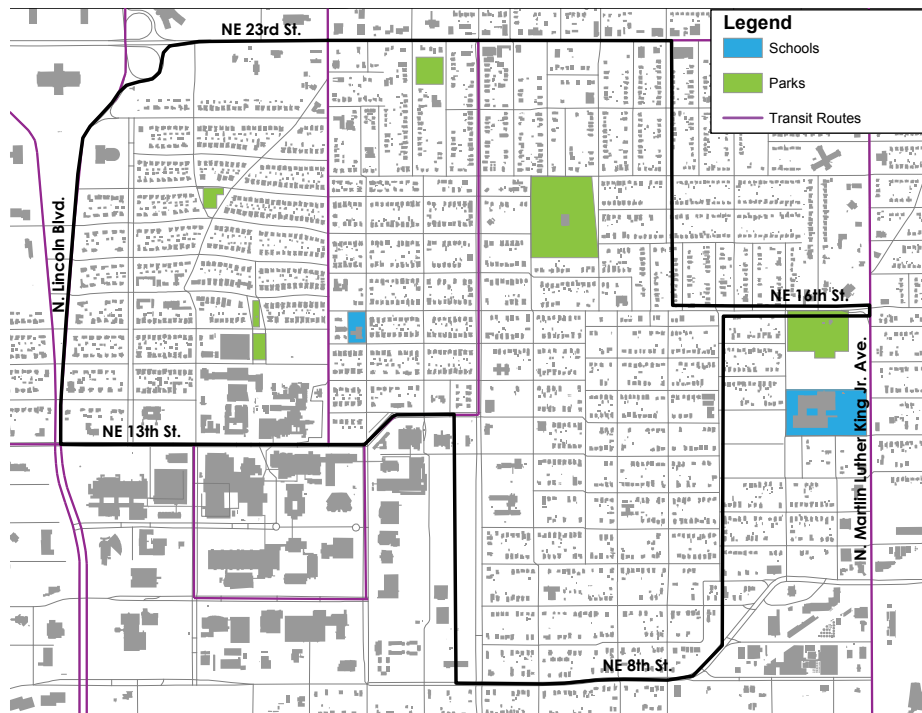 NE 23rd St.
Legend
Schools
Parks
Transit Routes
N. Lincoln Blvd.
NE 16th St.
N. Martlin Luther King Jr. Ave.
NE 13th St.
NE 8th St.